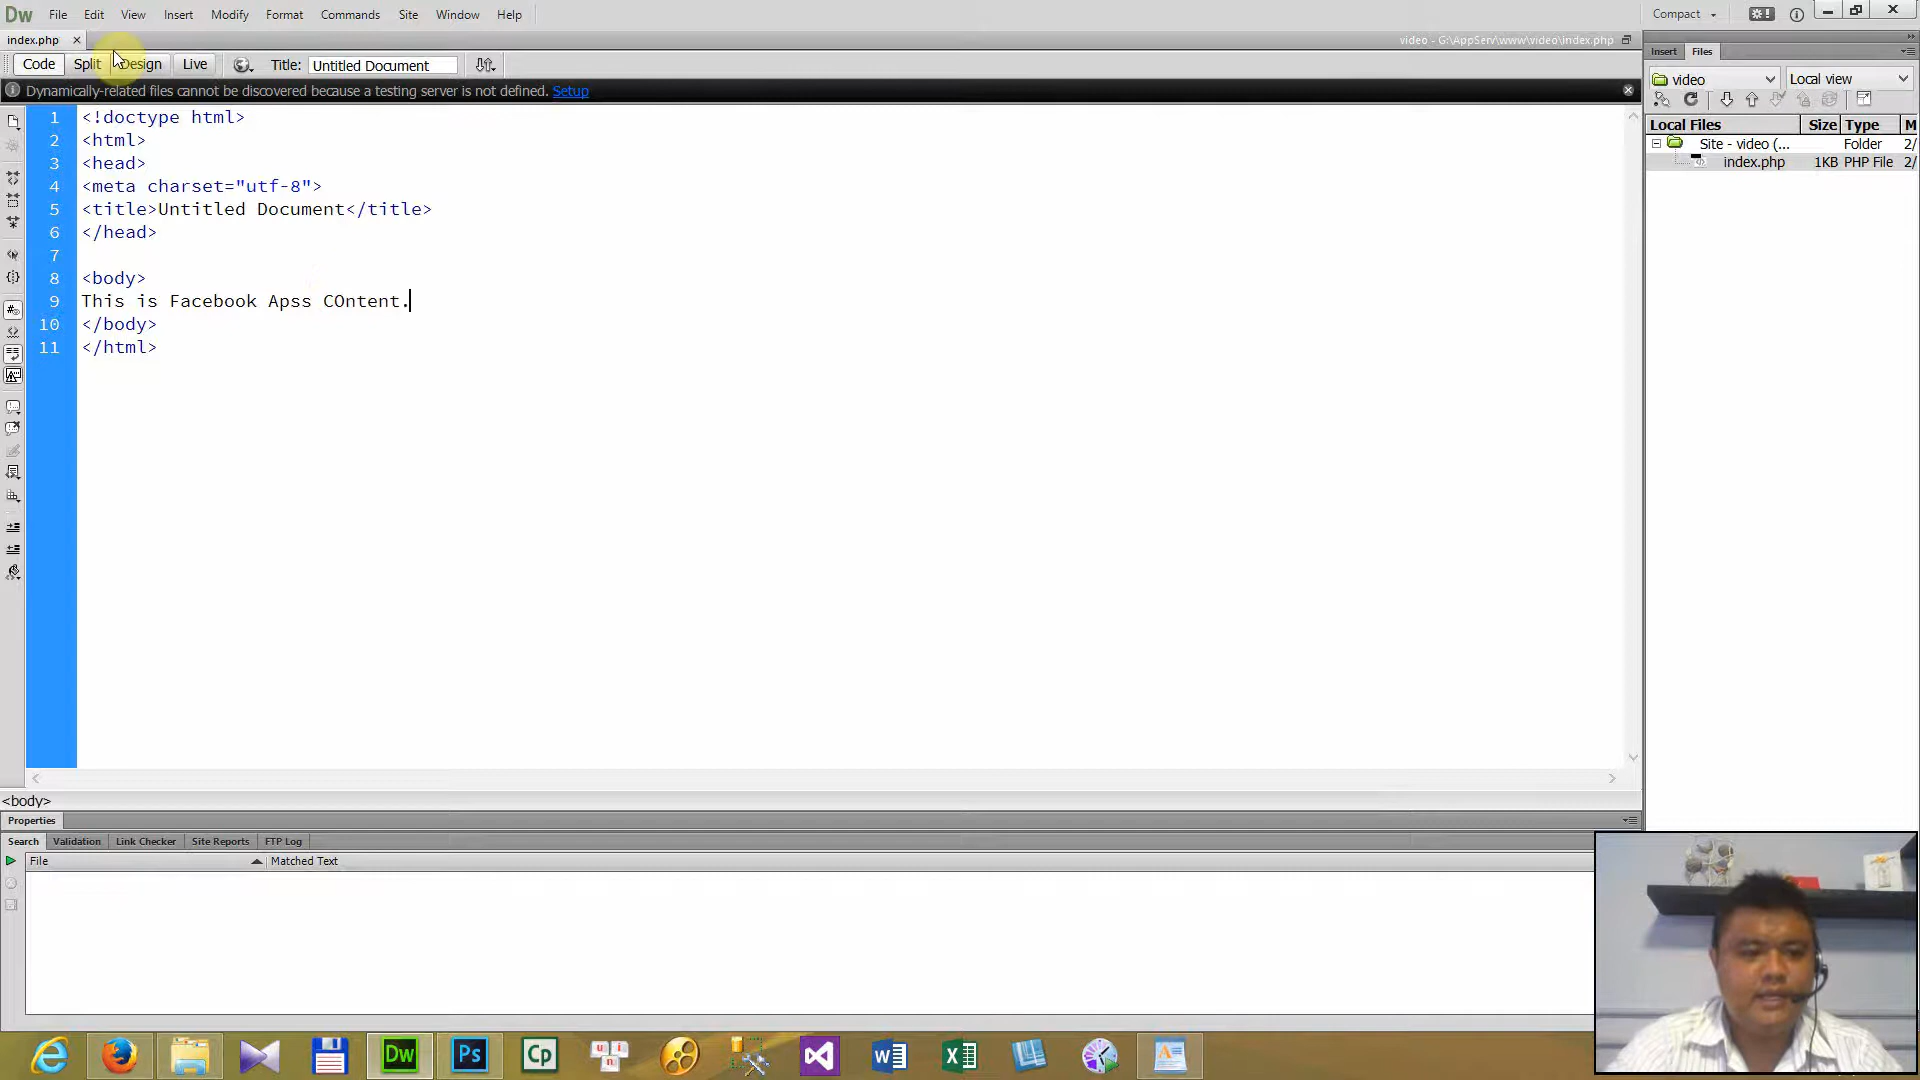 Dw File Edit View Insert Modify Format Commands Site Window Help Compact
index.php video - G:\AppServ\www\video\index.php
Code Split Design Live Title: Untitled Document
Dynamically-related files cannot be discovered because a testing server is not defined. Setup
1 <!doctype html>
2 <html>
3 <head>
4 <meta charset="utf-8">
5 <title>Untitled Document</title>
6 </head>
7
8 <body>
9 This is Facebook Apss COntent.
10 </body>
11 </html>
<body>
Properties
Search Validation Link Checker Site Reports FTP Log
File Matched Text
Insert Files
video Local view
Local Files Size Type M
Site - video (... Folder 2/
index.php 1KB PHP File 2/
Dw Ps Cp u i n